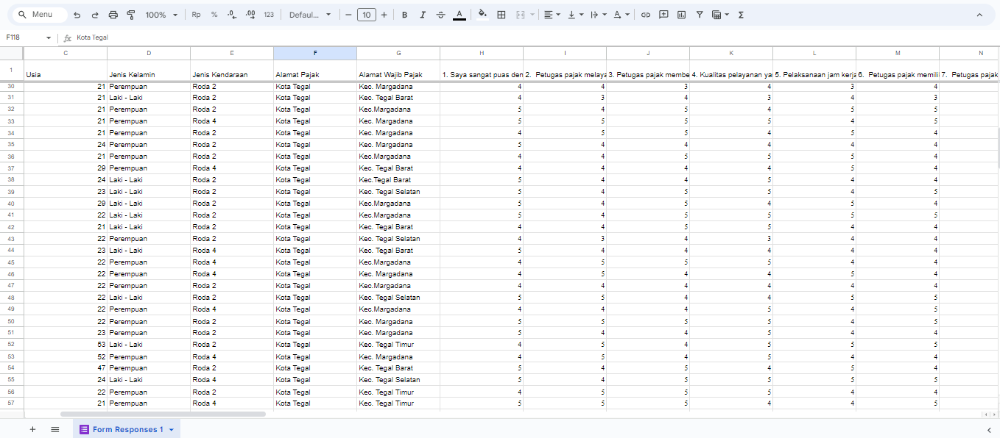 Menu 100% Rp % .0 .00 123 Defaul... 10 B I S A Σ
F118 fx Kota Tegal
C D E F G H I J K L M N
1 Usia Jenis Kelamin Jenis Kendaraan Alamat Pajak Alamat Wajib Pajak 1. Saya sangat puas den 2. Petugas pajak melaya 3. Petugas pajak membe 4. Kualitas pelayanan ya 5. Pelaksanaan jam kerja 6. Petugas pajak memili 7. Petugas pajak
30 21 Perempuan Roda 2 Kota Tegal Kec. Margadana 4 4 3 4 3 4
31 21 Laki - Laki Roda 2 Kota Tegal Kec. Tegal Barat 4 3 4 3 4 3
32 21 Perempuan Roda 2 Kota Tegal Kec.Margadana 5 4 5 4 5 5
33 21 Perempuan Roda 4 Kota Tegal Kec. Margadana 5 5 5 5 4 5
34 21 Perempuan Roda 2 Kota Tegal Kec. Margadana 4 5 5 4 5 4
35 24 Perempuan Roda 2 Kota Tegal Kec. Margadana 5 4 4 4 4 4
36 21 Perempuan Roda 2 Kota Tegal Kec.Margadana 4 4 5 5 5 4
37 29 Perempuan Roda 4 Kota Tegal Kec. Tegal Barat 4 4 4 4 5 4
38 24 Laki - Laki Roda 2 Kota Tegal Kec.Tegal Barat 5 4 4 5 4 4
39 23 Laki - Laki Roda 2 Kota Tegal Kec. Tegal Selatan 5 4 5 5 4 5
40 29 Laki - Laki Roda 2 Kota Tegal Kec.Margadana 5 4 5 4 5 4
41 22 Laki - Laki Roda 2 Kota Tegal Kec.Margadana 5 4 5 5 5 5
42 21 Laki - Laki Roda 2 Kota Tegal Kec. Tegal Barat 4 4 5 5 4 4
43 22 Perempuan Roda 2 Kota Tegal Kec. Tegal Selatan 4 3 4 3 4 4
44 23 Laki - Laki Roda 4 Kota Tegal Kec. Tegal Barat 5 4 4 4 4 4
45 22 Perempuan Roda 4 Kota Tegal Kec.Margadana 4 5 5 5 4 4
46 22 Perempuan Roda 4 Kota Tegal Kec. Margadana 4 5 4 4 5 4
47 22 Perempuan Roda 2 Kota Tegal Kec.Margadana 4 4 4 5 4 4
48 22 Laki - Laki Roda 2 Kota Tegal Kec. Tegal Selatan 5 5 4 4 5 5
49 22 Perempuan Roda 4 Kota Tegal Kec.Margadana 4 4 4 5 4 4
50 22 Perempuan Roda 2 Kota Tegal Kec. Margadana 5 5 5 5 4 5
51 23 Perempuan Roda 2 Kota Tegal Kec. Margadana 5 4 5 5 4 4
52 53 Laki - Laki Roda 2 Kota Tegal Kec. Tegal Timur 4 5 4 5 5 5
53 52 Perempuan Roda 4 Kota Tegal Kec. Margadana 4 5 4 5 4 4
54 47 Perempuan Roda 2 Kota Tegal Kec. Tegal Barat 5 4 5 5 4 5
55 24 Laki - Laki Roda 4 Kota Tegal Kec. Tegal Selatan 5 4 5 5 5 5
56 22 Perempuan Roda 2 Kota Tegal Kec. Tegal Timur 4 5 5 5 4 4
57 21 Perempuan Roda 4 Kota Tegal Kec. Tegal Timur 5 5 5 4 4 5
Form Responses 1